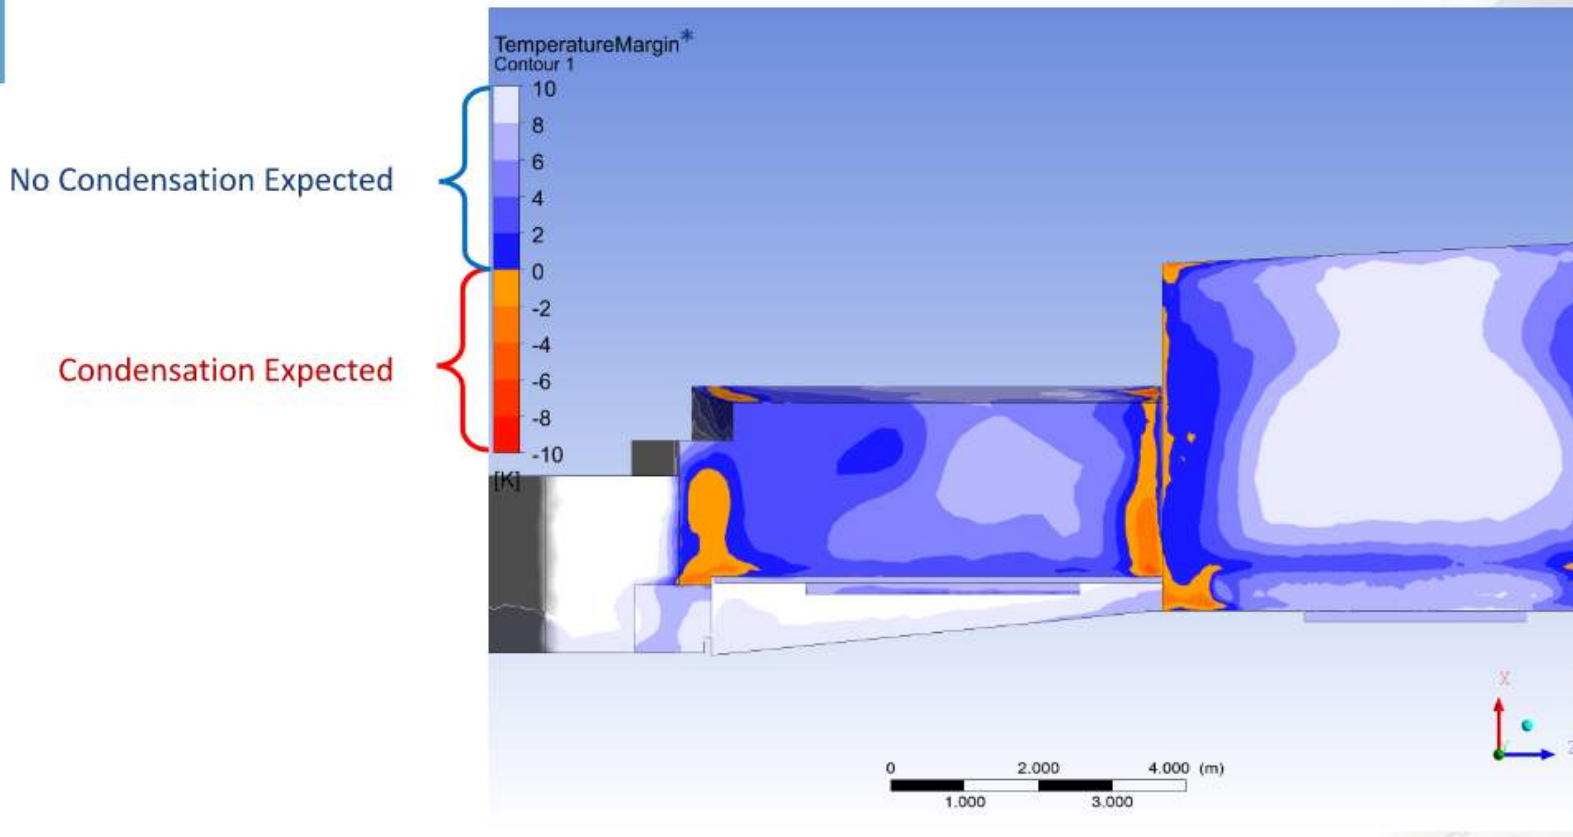 TemperatureMargin*
Contour 1
10
8
6
4
2
0
-2
-4
-6
-8
-10
[K]
No Condensation Expected
Condensation Expected
X
Y
Z
0 2.000 4.000 (m)
1.000 3.000